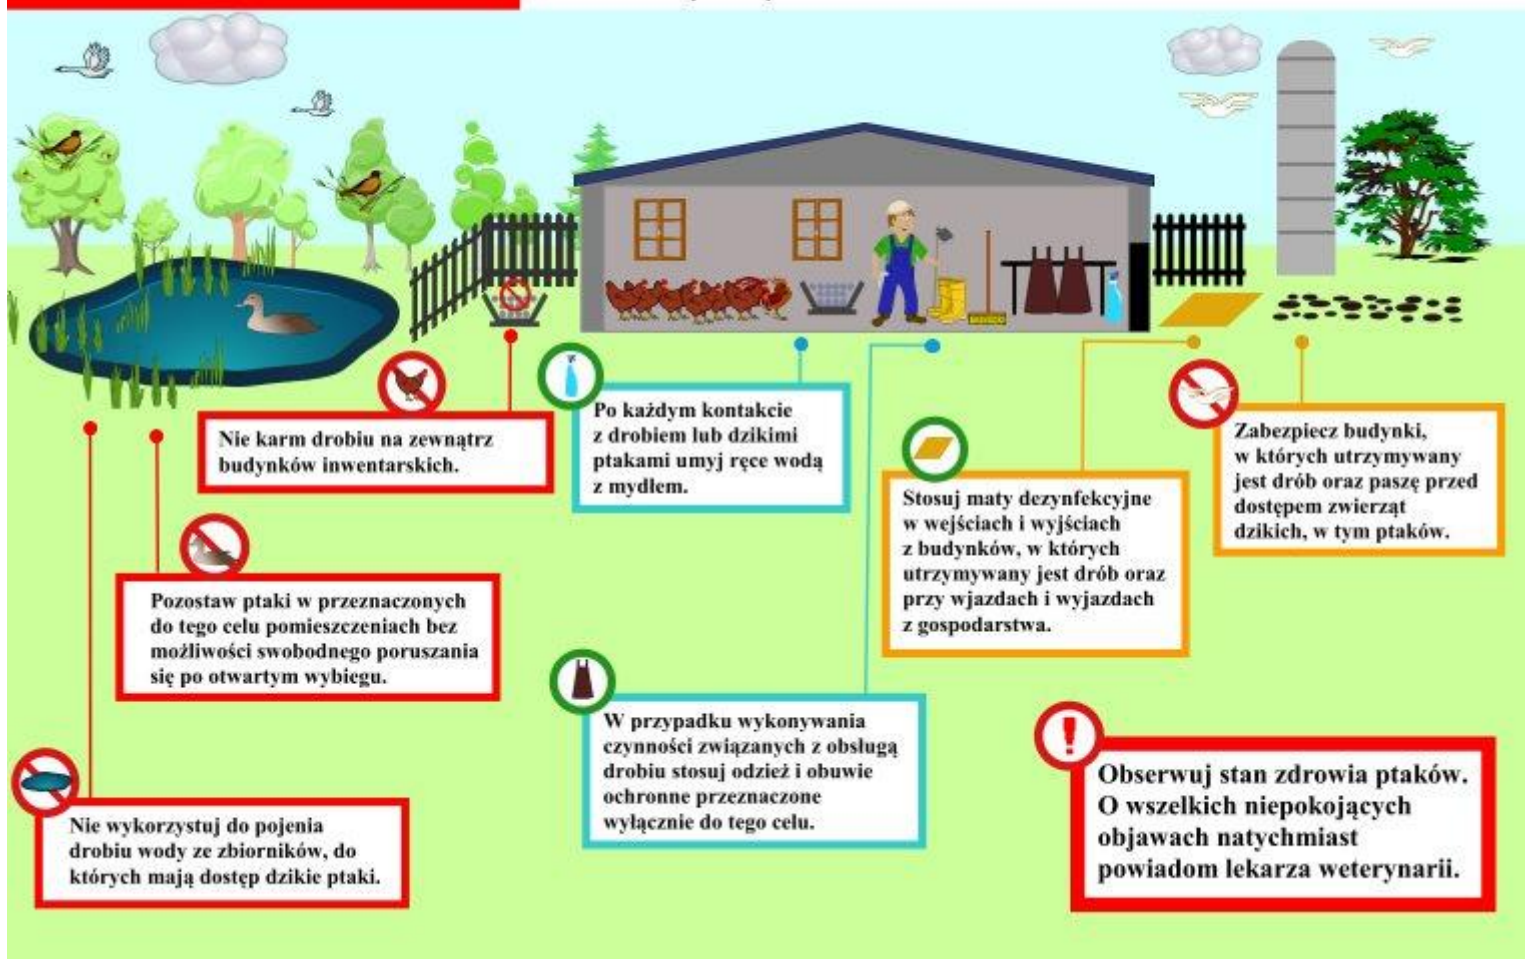 Nie karm drobiu na zewnątrz
budynków inwentarskich.
Po każdym kontakcie
z drobiem lub dzikimi
ptakami umyj ręce wodą
z mydłem.
Zabezpiecz budynki,
w których utrzymywany
jest drób oraz paszę przed
dostępem zwierząt
dzikich, w tym ptaków.
Stosuj maty dezynfekcyjne
w wejściach i wyjściach
z budynków, w których
utrzymywany jest drób oraz
przy wjazdach i wyjazdach
z gospodarstwa.
Pozostaw ptaki w przeznaczonych
do tego celu pomieszczeniach bez
możliwości swobodnego poruszania
się po otwartym wybiegu.
W przypadku wykonywania
czynności związanych z obsługą
drobiu stosuj odzież i obuwie
ochronne przeznaczone
wyłącznie do tego celu.
Obserwuj stan zdrowia ptaków.
O wszelkich niepokojących
objawach natychmiast
powiadom lekarza weterynarii.
Nie wykorzystuj do pojenia
drobiu wody ze zbiorników, do
których mają dostęp dzikie ptaki.